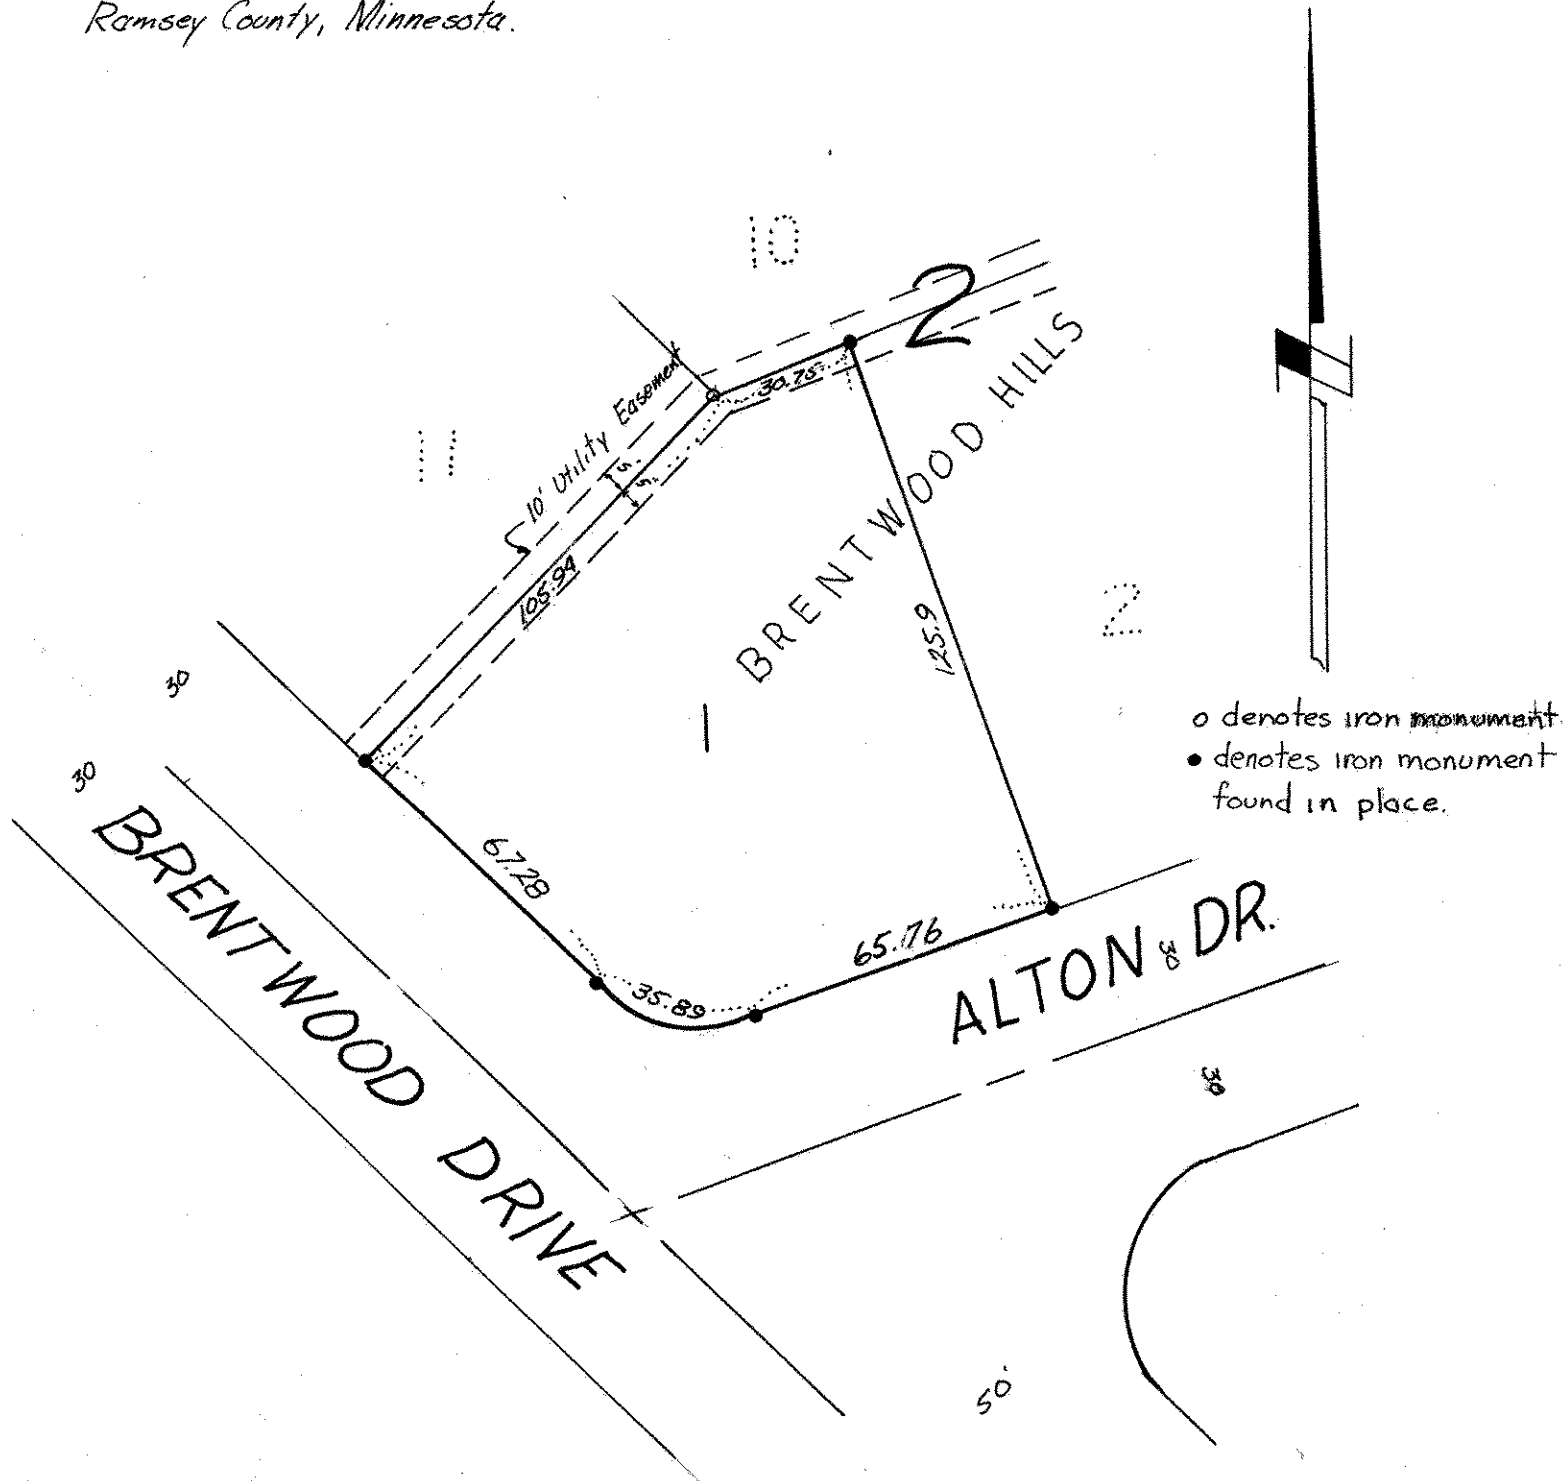 Ramsey County, Minnesota.
10
2
BRENTWOOD HILLS
30.75
11
10' Utility Easement
5'
5'
105.94
125.9
2
1
30
30
o denotes iron monument
● denotes iron monument
found in place.
67.28
35.89
65.76
BRENTWOOD DRIVE
ALTON DR.
30
30
50'